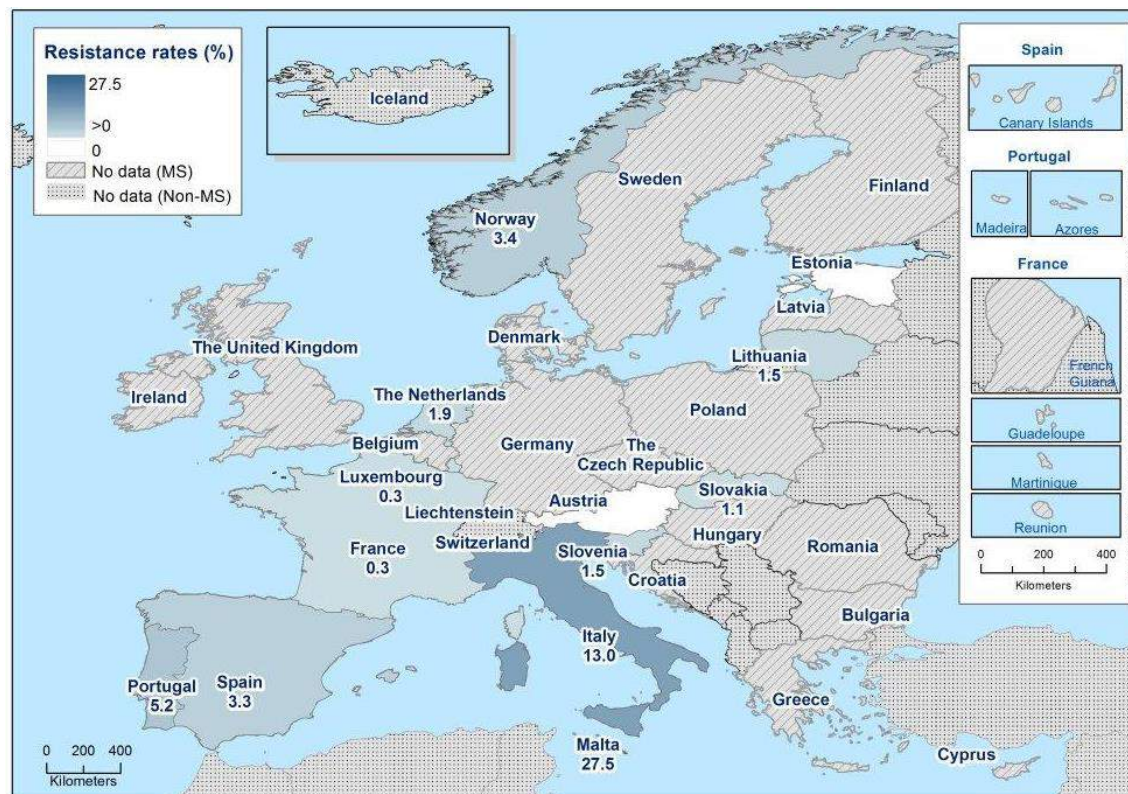 Resistance rates (%)
27.5
>0
0
No data (MS)
No data (Non-MS)
Iceland
Spain
Canary Islands
Portugal
Madeira
Azores
France
French
Guiana
Guadeloupe
Martinique
Reunion
0 200 400
Kilometers
Sweden
Finland
Norway
3.4
Estonia
Latvia
Denmark
Lithuania
1.5
The United Kingdom
Ireland
The Netherlands
1.9
Poland
Belgium
Germany
The
Czech Republic
Luxembourg
0.3
Slovakia
1.1
Austria
Liechtenstein
Hungary
Switzerland
Slovenia
1.5
Romania
France
0.3
Croatia
Bulgaria
Italy
13.0
Portugal
5.2
Spain
3.3
Greece
Malta
27.5
Cyprus
0 200 400
Kilometers